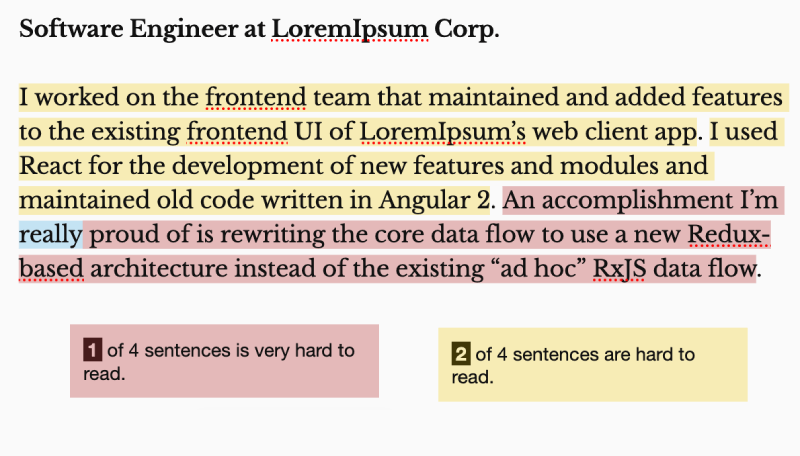 Software Engineer at LoremIpsum Corp.
I worked on the frontend team that maintained and added features
to the existing frontend UI of LoremIpsum’s web client app. I used
React for the development of new features and modules and
maintained old code written in Angular 2. An accomplishment I’m
really proud of is rewriting the core data flow to use a new Redux-
based architecture instead of the existing “ad hoc” RxJS data flow.
1 of 4 sentences is very hard to
read.
2 of 4 sentences are hard to
read.